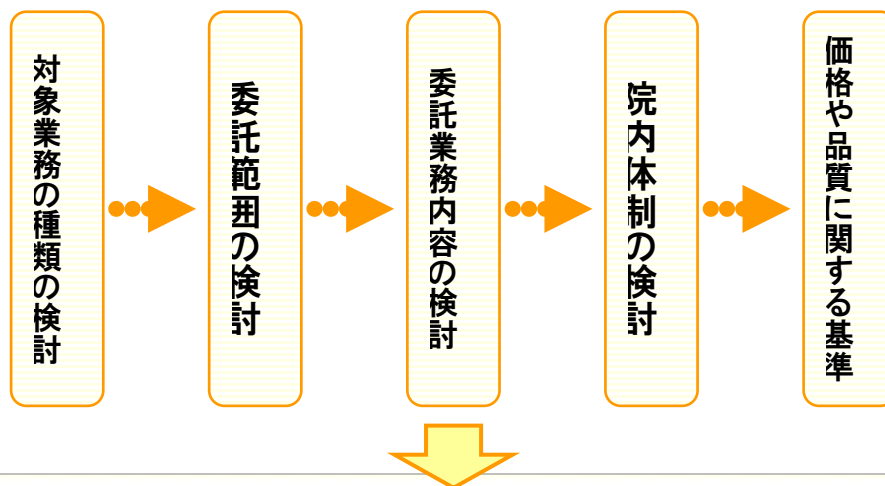 対象業務の種類の検討
委託範囲の検討
委託業務内容の検討
院内体制の検討
価格や品質に関する基準